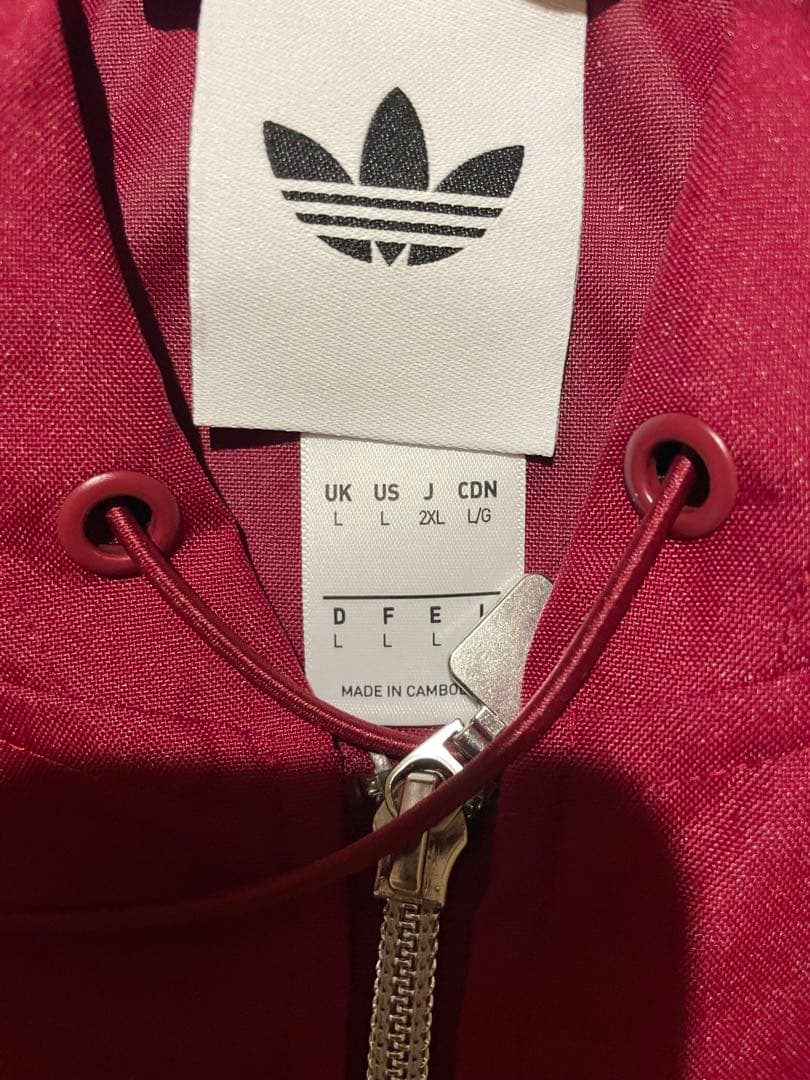 UK US J CDN
L L 2XL L/G
D F E
L L L
MADE IN